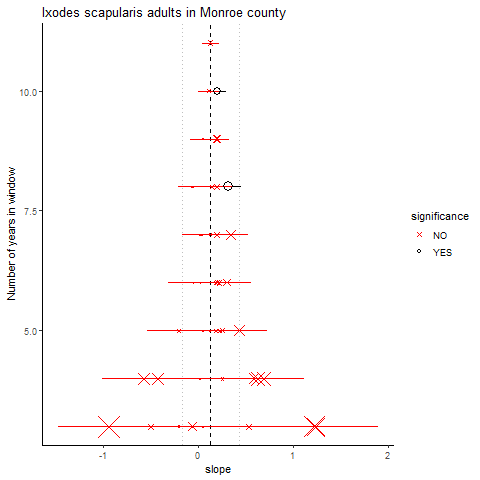 Ixodes scapularis adults in Monroe county
Number of years in window
10.0
7.5
5.0
-1
0
1
2
slope
significance
NO
YES